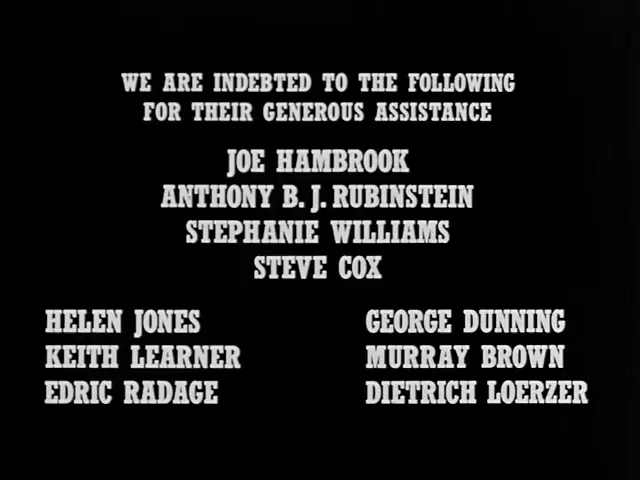 WE ARE INDEBTED TO THE FOLLOWING
FOR THEIR GENEROUS ASSISTANCE
JOE HAMBROOK
ANTHONY B. J. RUBINSTEIN
STEPHANIE WILLIAMS
STEVE COX
HELEN JONES
KEITH LEARNER
EDRIC RADAGE
GEORGE DUNNING
MURRAY BROWN
DIETRICH LOERZER